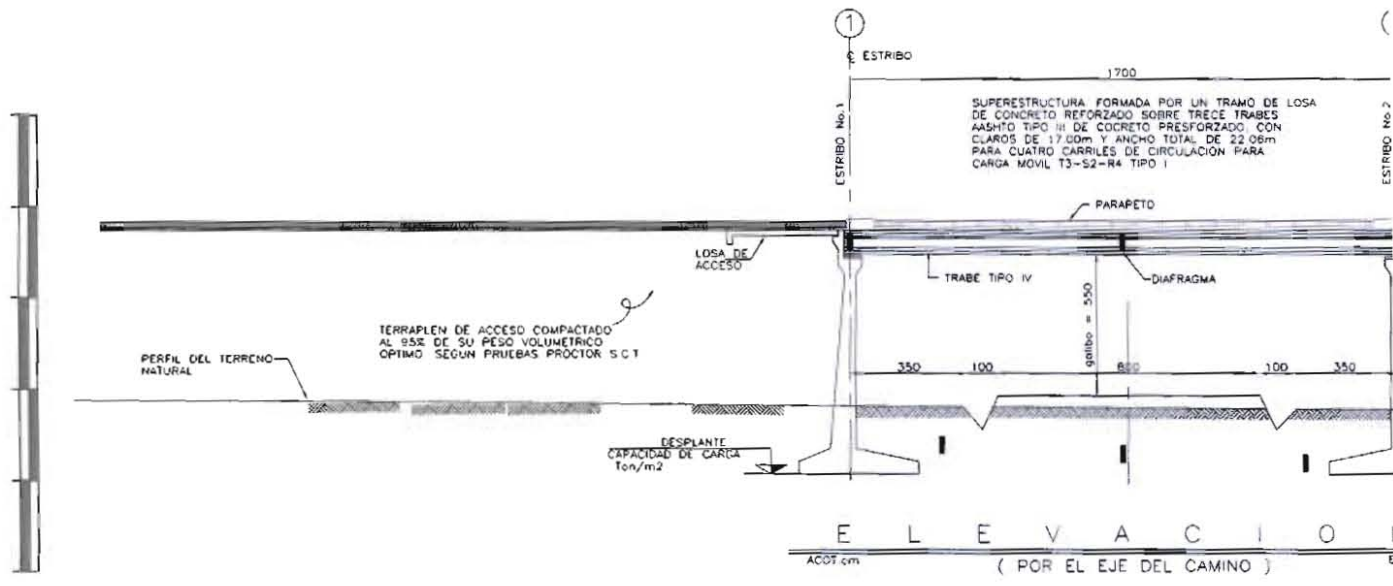 1
℄ ESTRIBO
1700
ESTRIBO No.1
SUPERESTRUCTURA FORMADA POR UN TRAMO DE LOSA
DE CONCRETO REFORZADO SOBRE TRECE TRABES
AASHTO TIPO III DE COCRETO PRESFORZADO, CON
CLAROS DE 17.00m Y ANCHO TOTAL DE 22.06m
PARA CUATRO CARRILES DE CIRCULACION PARA
CARGA MOVIL T3-S2-R4 TIPO I
ESTRIBO No.2
PARAPETO
LOSA DE
ACCESO
TRABE TIPO IV
DIAFRAGMA
galibo = 550
TERRAPLEN DE ACCESO COMPACTADO
AL 95% DE SU PESO VOLUMETRICO
OPTIMO SEGUN PRUEBAS PROCTOR S C T
PERFIL DEL TERRENO
NATURAL
350 100 800 100 350
DESPLANTE
CAPACIDAD DE CARGA
Ton/m2
E L E V A C I O
ACOT. cm
( POR EL EJE DEL CAMINO )